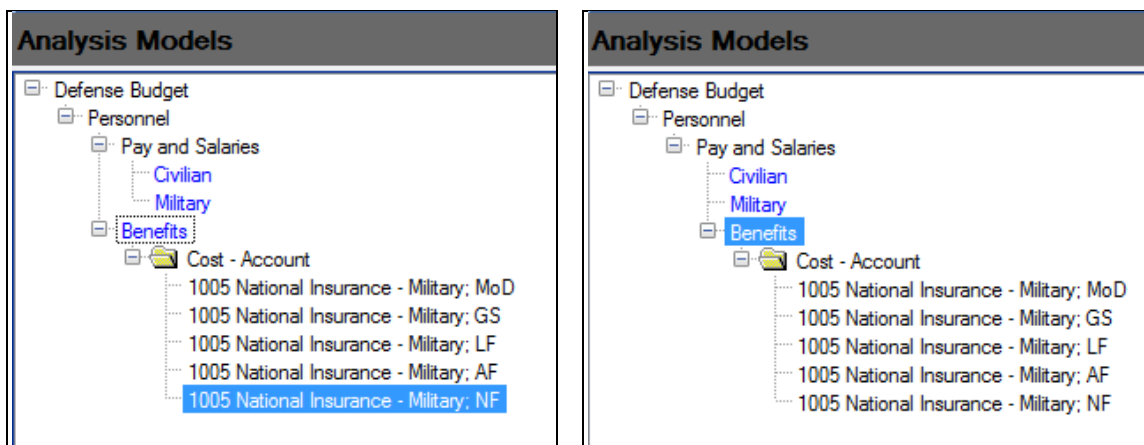 Analysis Models
Defense Budget
Personnel
Pay and Salaries
Civilian
Military
Benefits
Cost - Account
1005 National Insurance - Military; MoD
1005 National Insurance - Military; GS
1005 National Insurance - Military; LF
1005 National Insurance - Military; AF
1005 National Insurance - Military; NF
Analysis Models
Defense Budget
Personnel
Pay and Salaries
Civilian
Military
Benefits
Cost - Account
1005 National Insurance - Military; MoD
1005 National Insurance - Military; GS
1005 National Insurance - Military; LF
1005 National Insurance - Military; AF
1005 National Insurance - Military; NF